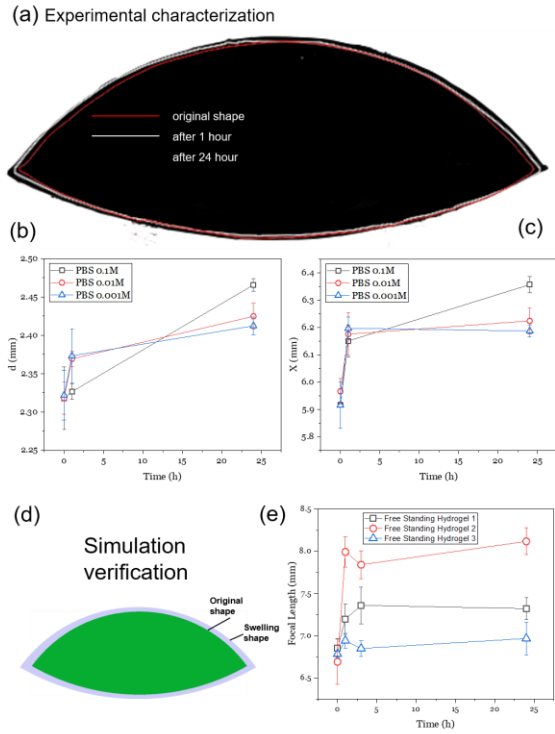 (a) Experimental characterization
original shape
after 1 hour
after 24 hour
(b)
(c)
PBS 0.1M
PBS 0.01M
PBS 0.001M
2.50
2.45
2.40
2.35
2.30
2.25
d (mm)
0
5
10
15
20
25
Time (h)
PBS 0.1M
PBS 0.01M
PBS 0.001M
6.4
6.3
6.2
6.1
6.0
5.9
5.8
X (mm)
0
5
10
15
20
25
Time (h)
(d)
Simulation
verification
Original
shape
Swelling
shape
(e)
Free Standing Hydrogel 1
Free Standing Hydrogel 2
Free Standing Hydrogel 3
8.5
8.0
7.5
7.0
6.5
6.0
Focal Length (mm)
0
5
10
15
20
25
Time (h)